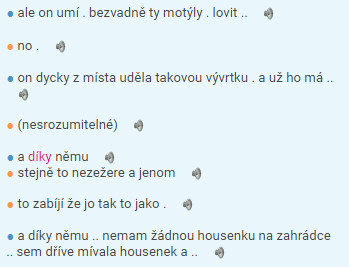 ale on umí . bezvadně ty motýly . lovit ..
no .
on dycky z místa uděla takovou vývrtku . a už ho má ..
(nesrozumitelné)
a díky němu
stejně to nezežere a jenom
to zabíjí že jo tak to jako .
a díky němu .. nemam žádnou housenku na zahrádce
.. sem dříve mívala housenek a ..